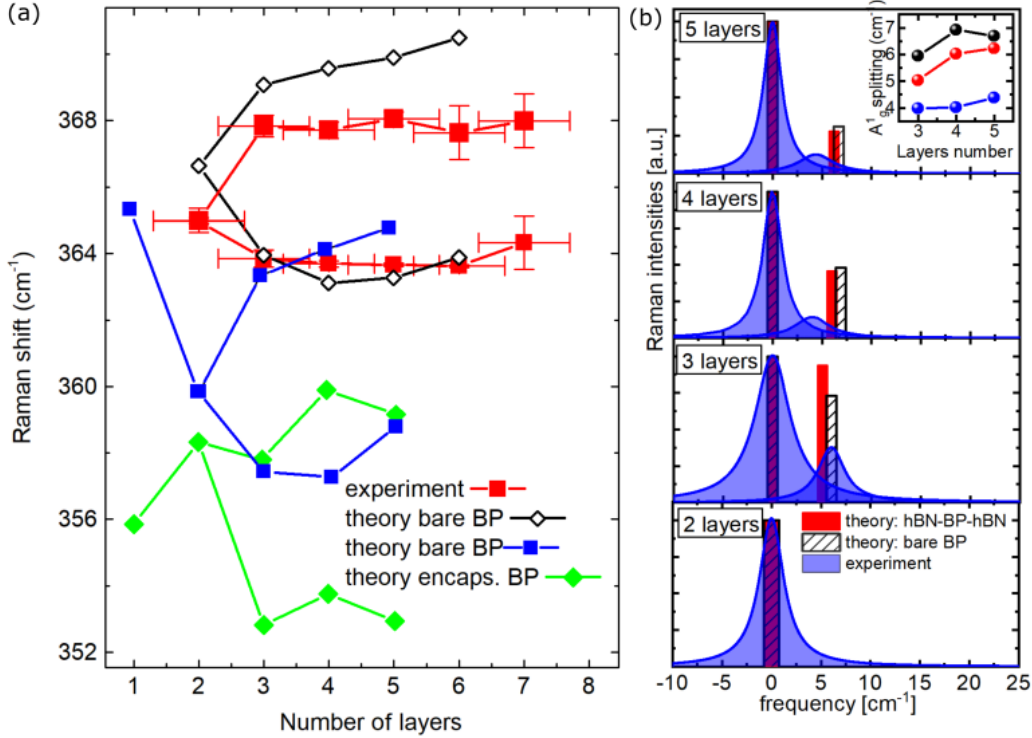 (a)
Raman shift (cm⁻¹)
368
364
360
356
352
experiment
theory bare BP
theory bare BP
theory encaps. BP
1 2 3 4 5 6 7 8
Number of layers
(b)
Raman intensities [a.u.]
5 layers
A¹g splitting (cm⁻¹)
7
6
5
4
3 4 5
Layers number
4 layers
3 layers
2 layers
theory: hBN-BP-hBN
theory: bare BP
experiment
-10 -5 0 5 10 15 20 25
frequency [cm⁻¹]